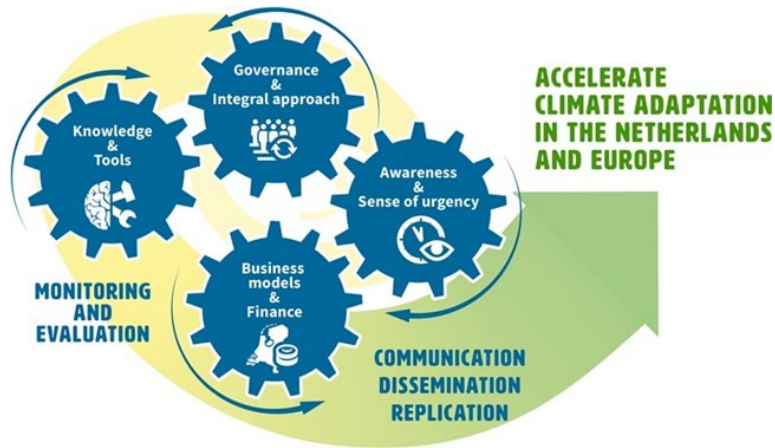 Governance
&
Integral approach
ACCELERATE
CLIMATE ADAPTATION
IN THE NETHERLANDS
AND EUROPE
Knowledge
&
Tools
Awareness
&
Sense of urgency
Business
models
&
Finance
MONITORING
AND
EVALUATION
COMMUNICATION
DISSEMINATION
REPLICATION